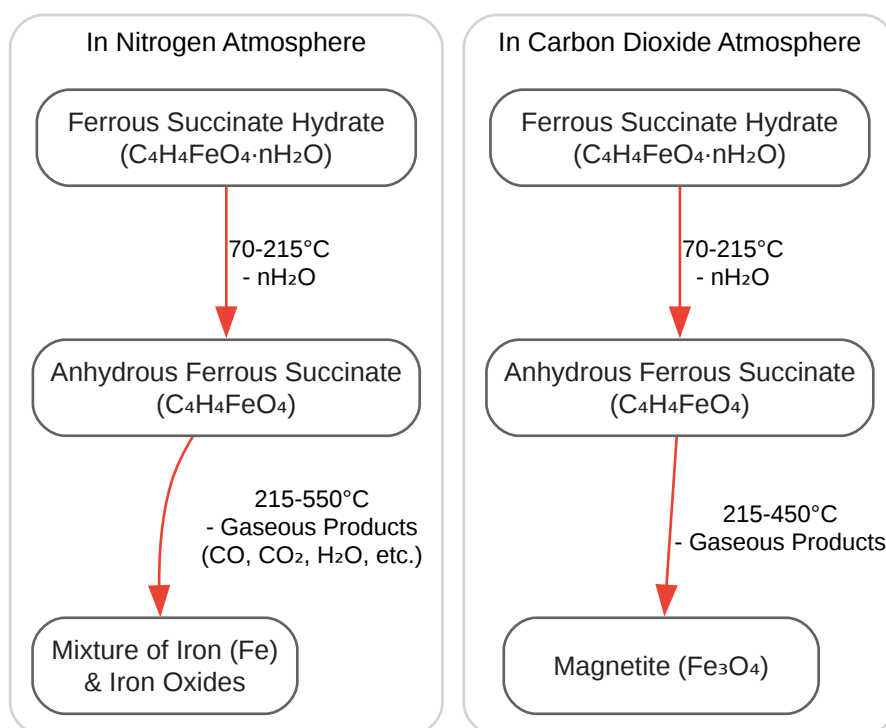 In Nitrogen Atmosphere
Ferrous Succinate Hydrate
(C₄H₄FeO₄·nH₂O)
70-215°C
- nH₂O
Anhydrous Ferrous Succinate
(C₄H₄FeO₄)
215-550°C
- Gaseous Products
(CO, CO₂, H₂O, etc.)
Mixture of Iron (Fe)
& Iron Oxides
In Carbon Dioxide Atmosphere
Ferrous Succinate Hydrate
(C₄H₄FeO₄·nH₂O)
70-215°C
- nH₂O
Anhydrous Ferrous Succinate
(C₄H₄FeO₄)
215-450°C
- Gaseous Products
Magnetite (Fe₃O₄)